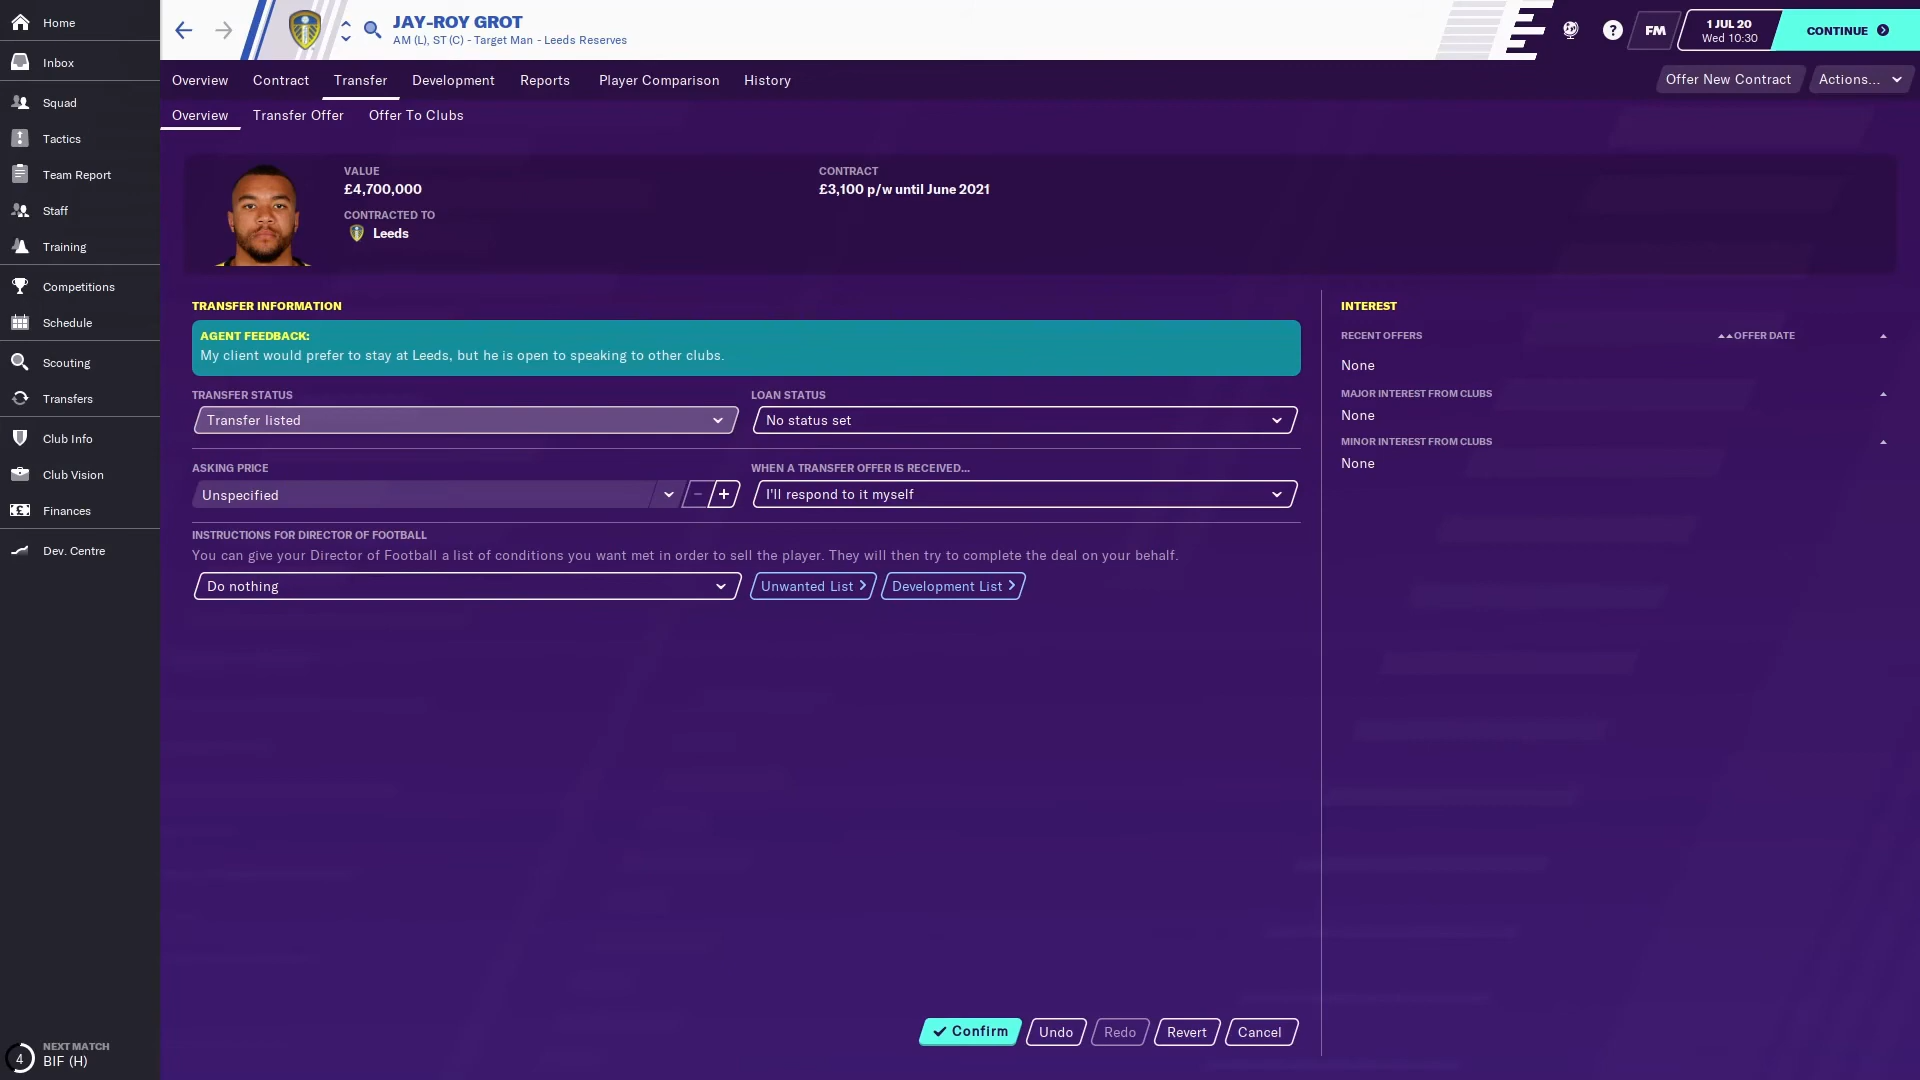 Home
Inbox
Squad
Tactics
Team Report
Staff
Training
Competitions
Schedule
Scouting
Transfers
Club Info
Club Vision
Finances
Dev. Centre
4
NEXT MATCH
BIF (H)
JAY-ROY GROT
AM (L), ST (C) - Target Man - Leeds Reserves
?
FM
1 JUL 20
Wed 10:30
CONTINUE
Overview Contract Transfer Development Reports Player Comparison History
Offer New Contract Actions...
Overview Transfer Offer Offer To Clubs
VALUE
£4,700,000
CONTRACTED TO
Leeds
CONTRACT
£3,100 p/w until June 2021
TRANSFER INFORMATION
AGENT FEEDBACK:
My client would prefer to stay at Leeds, but he is open to speaking to other clubs.
TRANSFER STATUS
Transfer listed
LOAN STATUS
No status set
ASKING PRICE
Unspecified
- +
WHEN A TRANSFER OFFER IS RECEIVED...
I'll respond to it myself
INSTRUCTIONS FOR DIRECTOR OF FOOTBALL
You can give your Director of Football a list of conditions you want met in order to sell the player. They will then try to complete the deal on your behalf.
Do nothing
Unwanted List
Development List
INTEREST
RECENT OFFERS OFFER DATE
None
MAJOR INTEREST FROM CLUBS
None
MINOR INTEREST FROM CLUBS
None
Confirm Undo Redo Revert Cancel